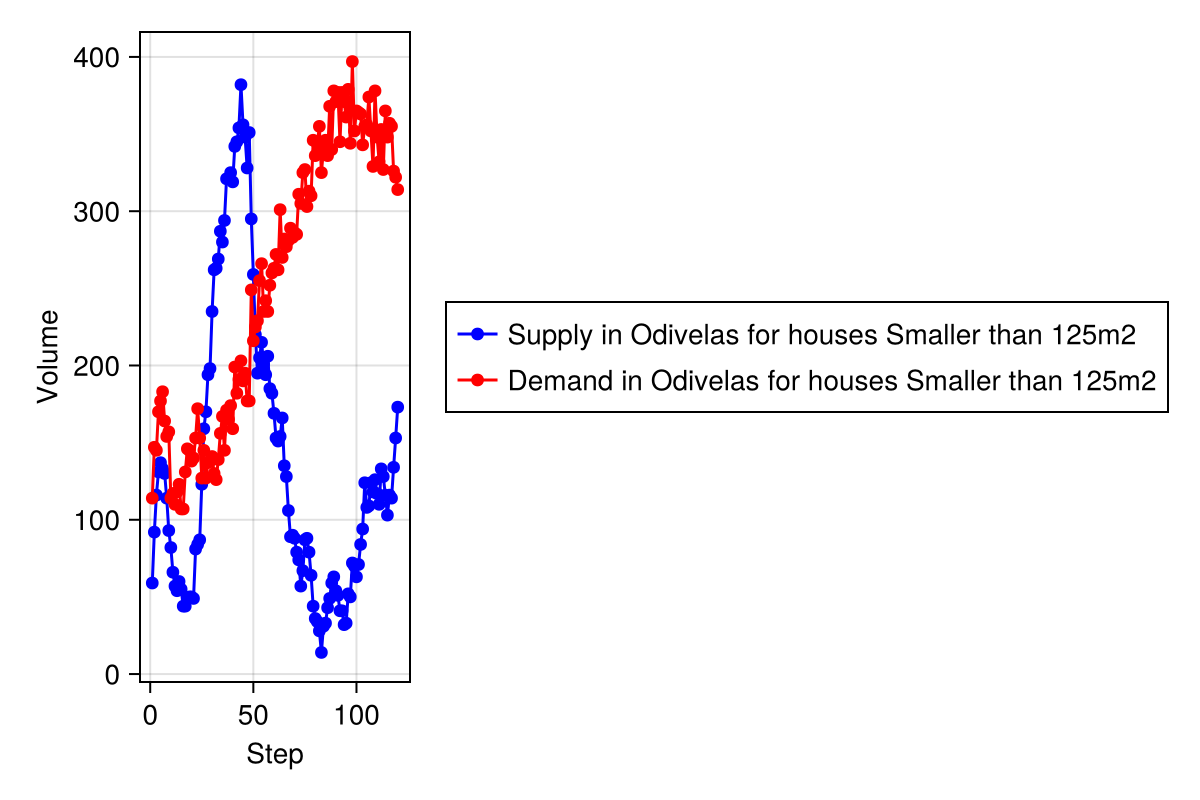 400
300
200
100
0
Volume
0 50 100
Step
Supply in Odivelas for houses Smaller than 125m2
Demand in Odivelas for houses Smaller than 125m2